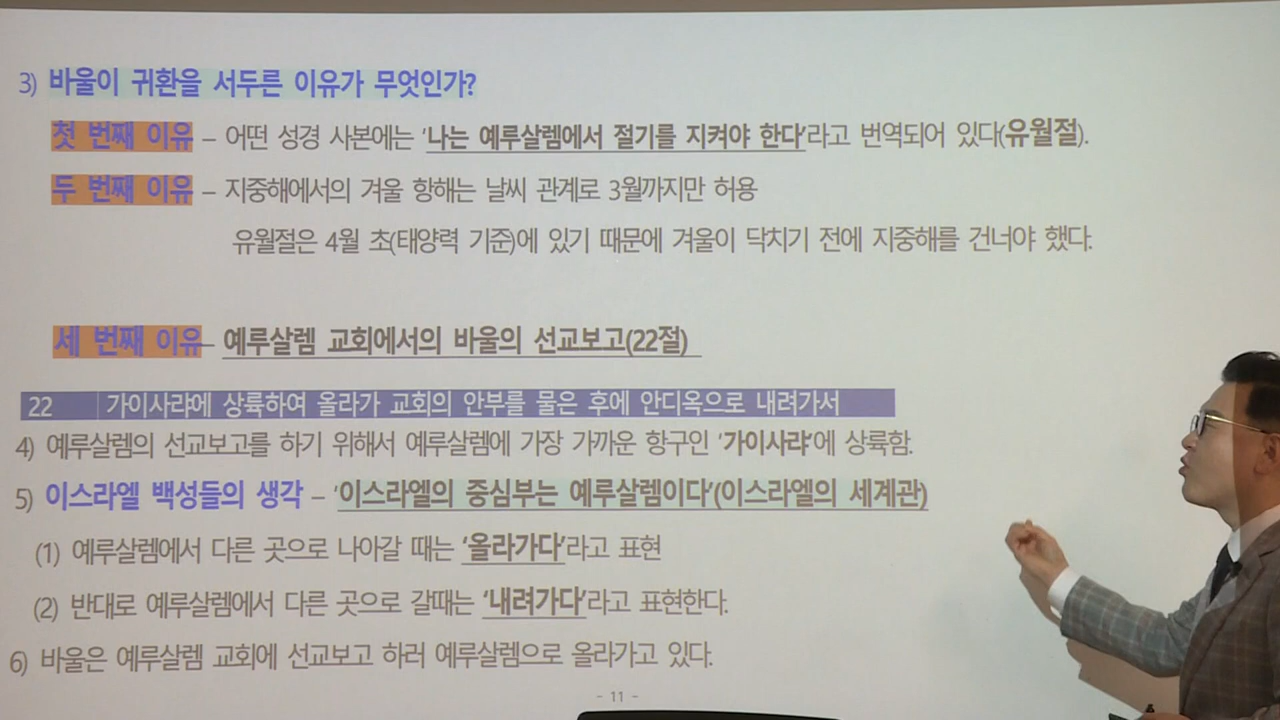 3) 바울이 귀환을 서두른 이유가 무엇인가?
첫 번째 이유 – 어떤 성경 사본에는 '나는 예루살렘에서 절기를 지켜야 한다'라고 번역되어 있다(유월절).
두 번째 이유 – 지중해에서의 겨울 항해는 날씨 관계로 3월까지만 허용
유월절은 4월 초(태양력 기준)에 있기 때문에 겨울이 닥치기 전에 지중해를 건너야 했다.
세 번째 이유– 예루살렘 교회에서의 바울의 선교보고(22절)
22 가이사랴에 상륙하여 올라가 교회의 안부를 물은 후에 안디옥으로 내려가서
4) 예루살렘의 선교보고를 하기 위해서 예루살렘에 가장 가까운 항구인 '가이사랴'에 상륙함.
5) 이스라엘 백성들의 생각 – '이스라엘의 중심부는 예루살렘이다'(이스라엘의 세계관)
(1) 예루살렘에서 다른 곳으로 나아갈 때는 '올라가다'라고 표현
(2) 반대로 예루살렘에서 다른 곳으로 갈때는 '내려가다'라고 표현한다.
6) 바울은 예루살렘 교회에 선교보고 하러 예루살렘으로 올라가고 있다.
- 11 -